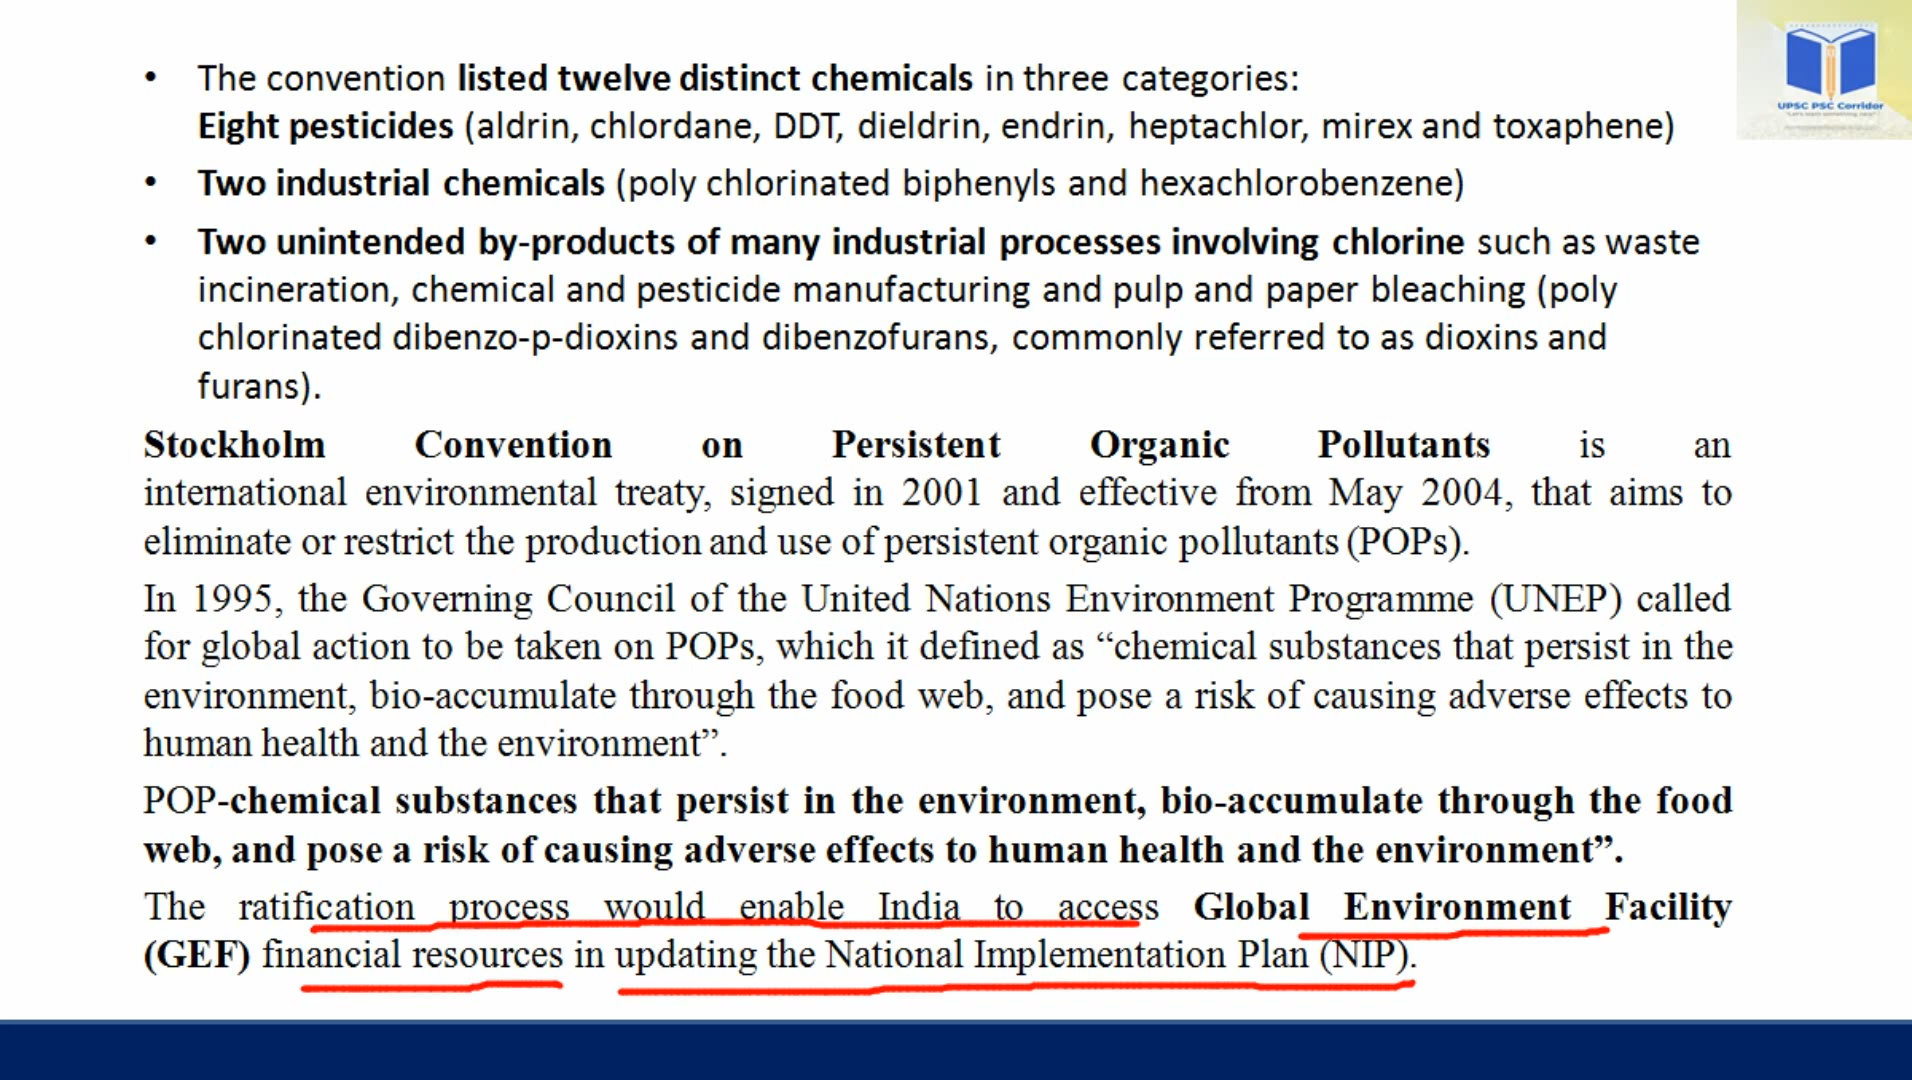 • The convention listed twelve distinct chemicals in three categories:
Eight pesticides (aldrin, chlordane, DDT, dieldrin, endrin, heptachlor, mirex and toxaphene)
• Two industrial chemicals (poly chlorinated biphenyls and hexachlorobenzene)
• Two unintended by-products of many industrial processes involving chlorine such as waste
incineration, chemical and pesticide manufacturing and pulp and paper bleaching (poly
chlorinated dibenzo-p-dioxins and dibenzofurans, commonly referred to as dioxins and
furans).
Stockholm Convention on Persistent Organic Pollutants is an
international environmental treaty, signed in 2001 and effective from May 2004, that aims to
eliminate or restrict the production and use of persistent organic pollutants (POPs).
In 1995, the Governing Council of the United Nations Environment Programme (UNEP) called
for global action to be taken on POPs, which it defined as “chemical substances that persist in the
environment, bio-accumulate through the food web, and pose a risk of causing adverse effects to
human health and the environment”.
POP-chemical substances that persist in the environment, bio-accumulate through the food
web, and pose a risk of causing adverse effects to human health and the environment”.
The ratification process would enable India to access Global Environment Facility
(GEF) financial resources in updating the National Implementation Plan (NIP).
UPSC PSC Corridor